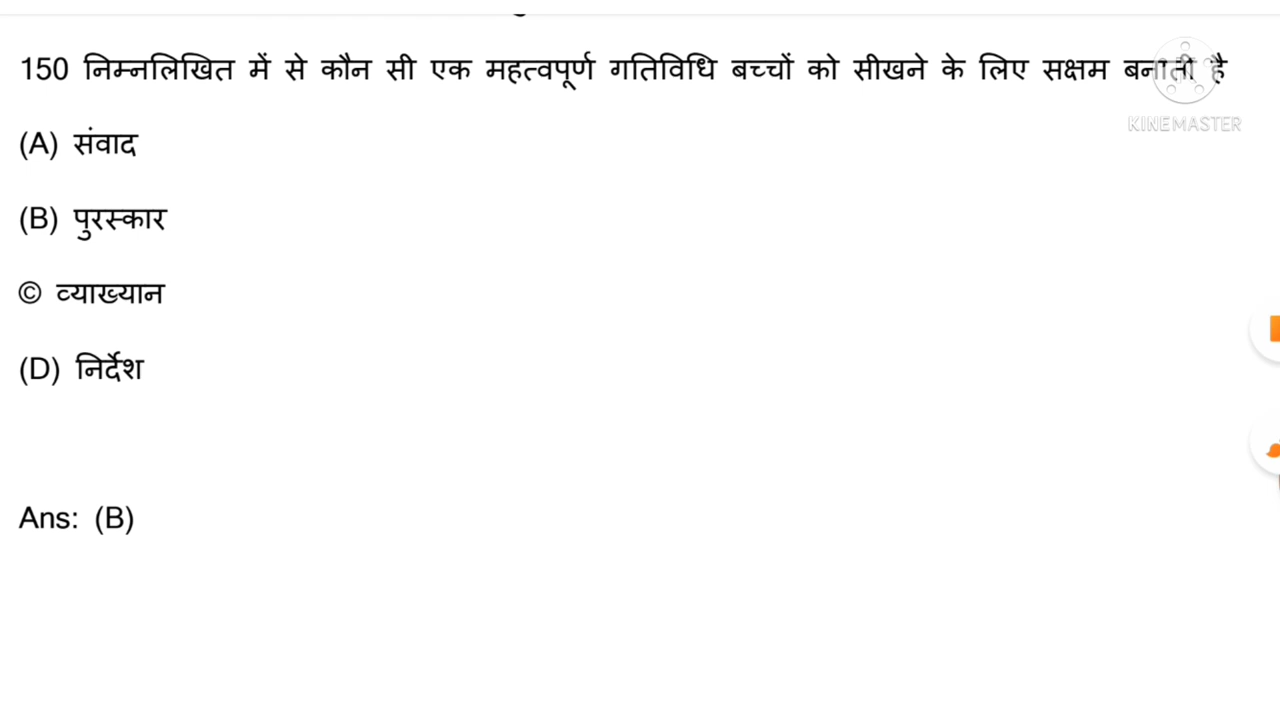 150 निम्नलिखित में से कौन सी एक महत्वपूर्ण गतिविधि बच्चों को सीखने के लिए सक्षम बनाती है
KINEMASTER
(A) संवाद
(B) पुरस्कार
© व्याख्यान
(D) निर्देश
Ans: (B)